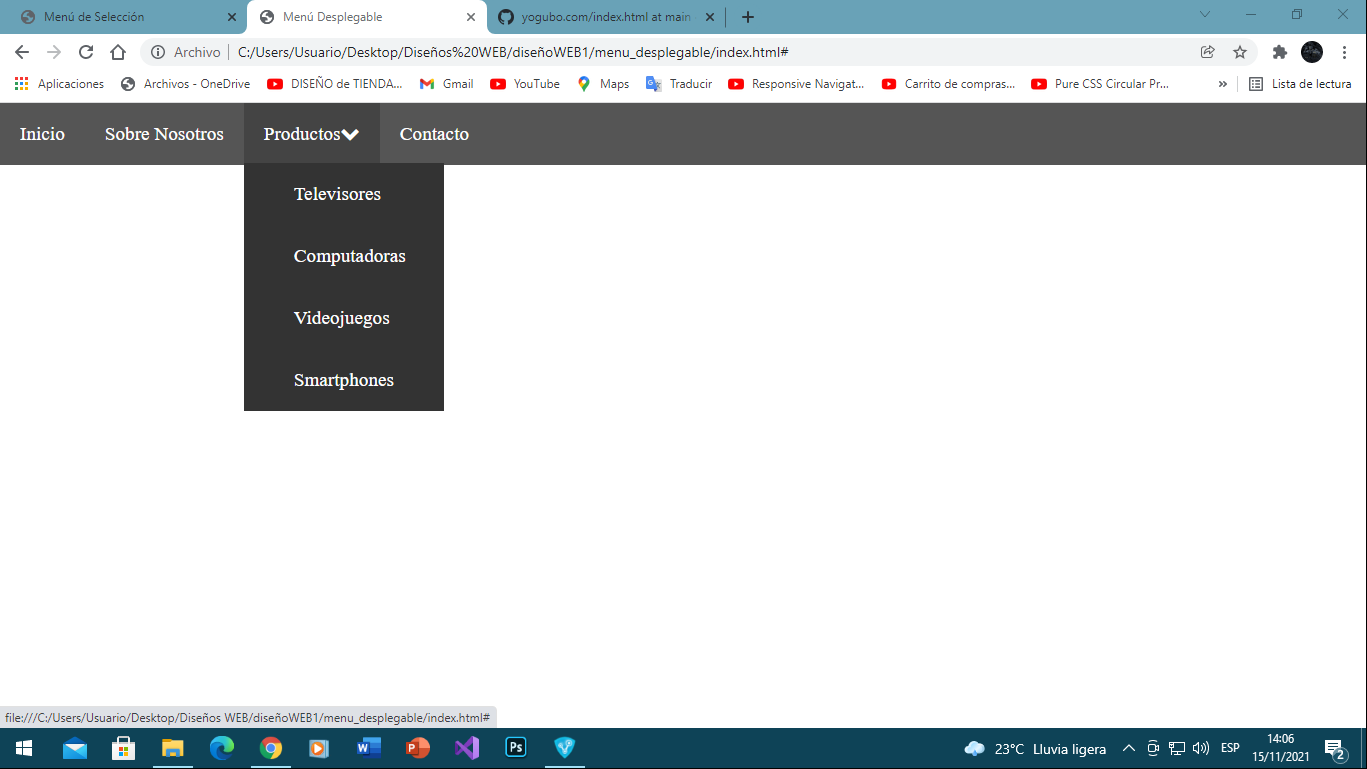 Menú de Selección
Menú Desplegable
yogubo.com/index.html at main
Archivo
C:/Users/Usuario/Desktop/Diseños%20WEB/diseñoWEB1/menu_desplegable/index.html#
Aplicaciones
Archivos - OneDrive
DISEÑO de TIENDA...
Gmail
YouTube
Maps
Traducir
Responsive Navigat...
Carrito de compras...
Pure CSS Circular Pr...
»
Lista de lectura
Inicio
Sobre Nosotros
Productos
Contacto
Televisores
Computadoras
Videojuegos
Smartphones
file:///C:/Users/Usuario/Desktop/Diseños WEB/diseñoWEB1/menu_desplegable/index.html#
W
P
Ps
23°C Lluvia ligera
ESP
14:06
15/11/2021
2